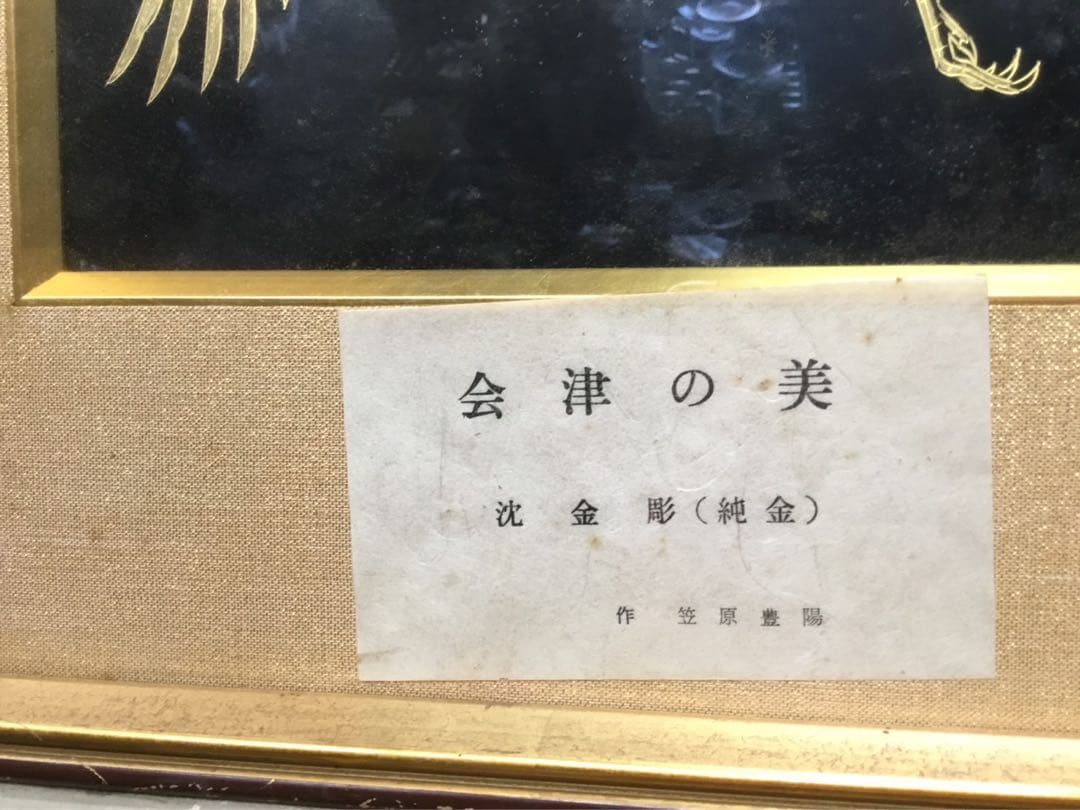 会津の美
沈金彫(純金)
作 笠原豊陽